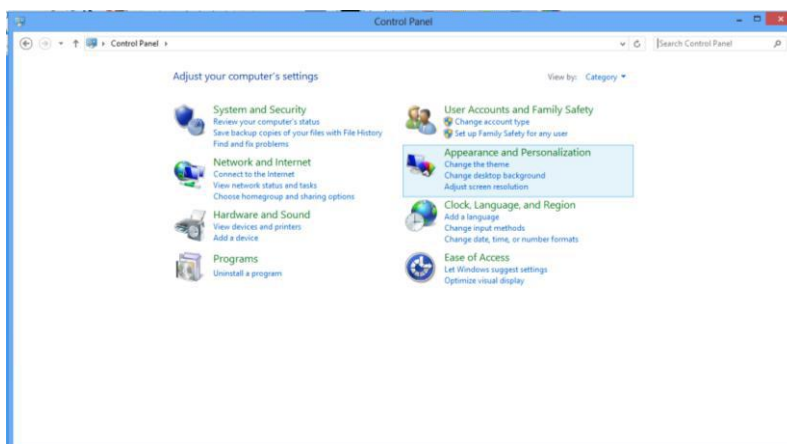 Control Panel
Control Panel
Search Control Panel
Adjust your computer's settings
View by: Category
System and Security
Review your computer's status
Save backup copies of your files with File History
Find and fix problems
Network and Internet
Connect to the Internet
View network status and tasks
Choose homegroup and sharing options
Hardware and Sound
View devices and printers
Add a device
Programs
Uninstall a program
User Accounts and Family Safety
Change account type
Set up Family Safety for any user
Appearance and Personalization
Change the theme
Change desktop background
Adjust screen resolution
Clock, Language, and Region
Add a language
Change input methods
Change date, time, or number formats
Ease of Access
Let Windows suggest settings
Optimize visual display